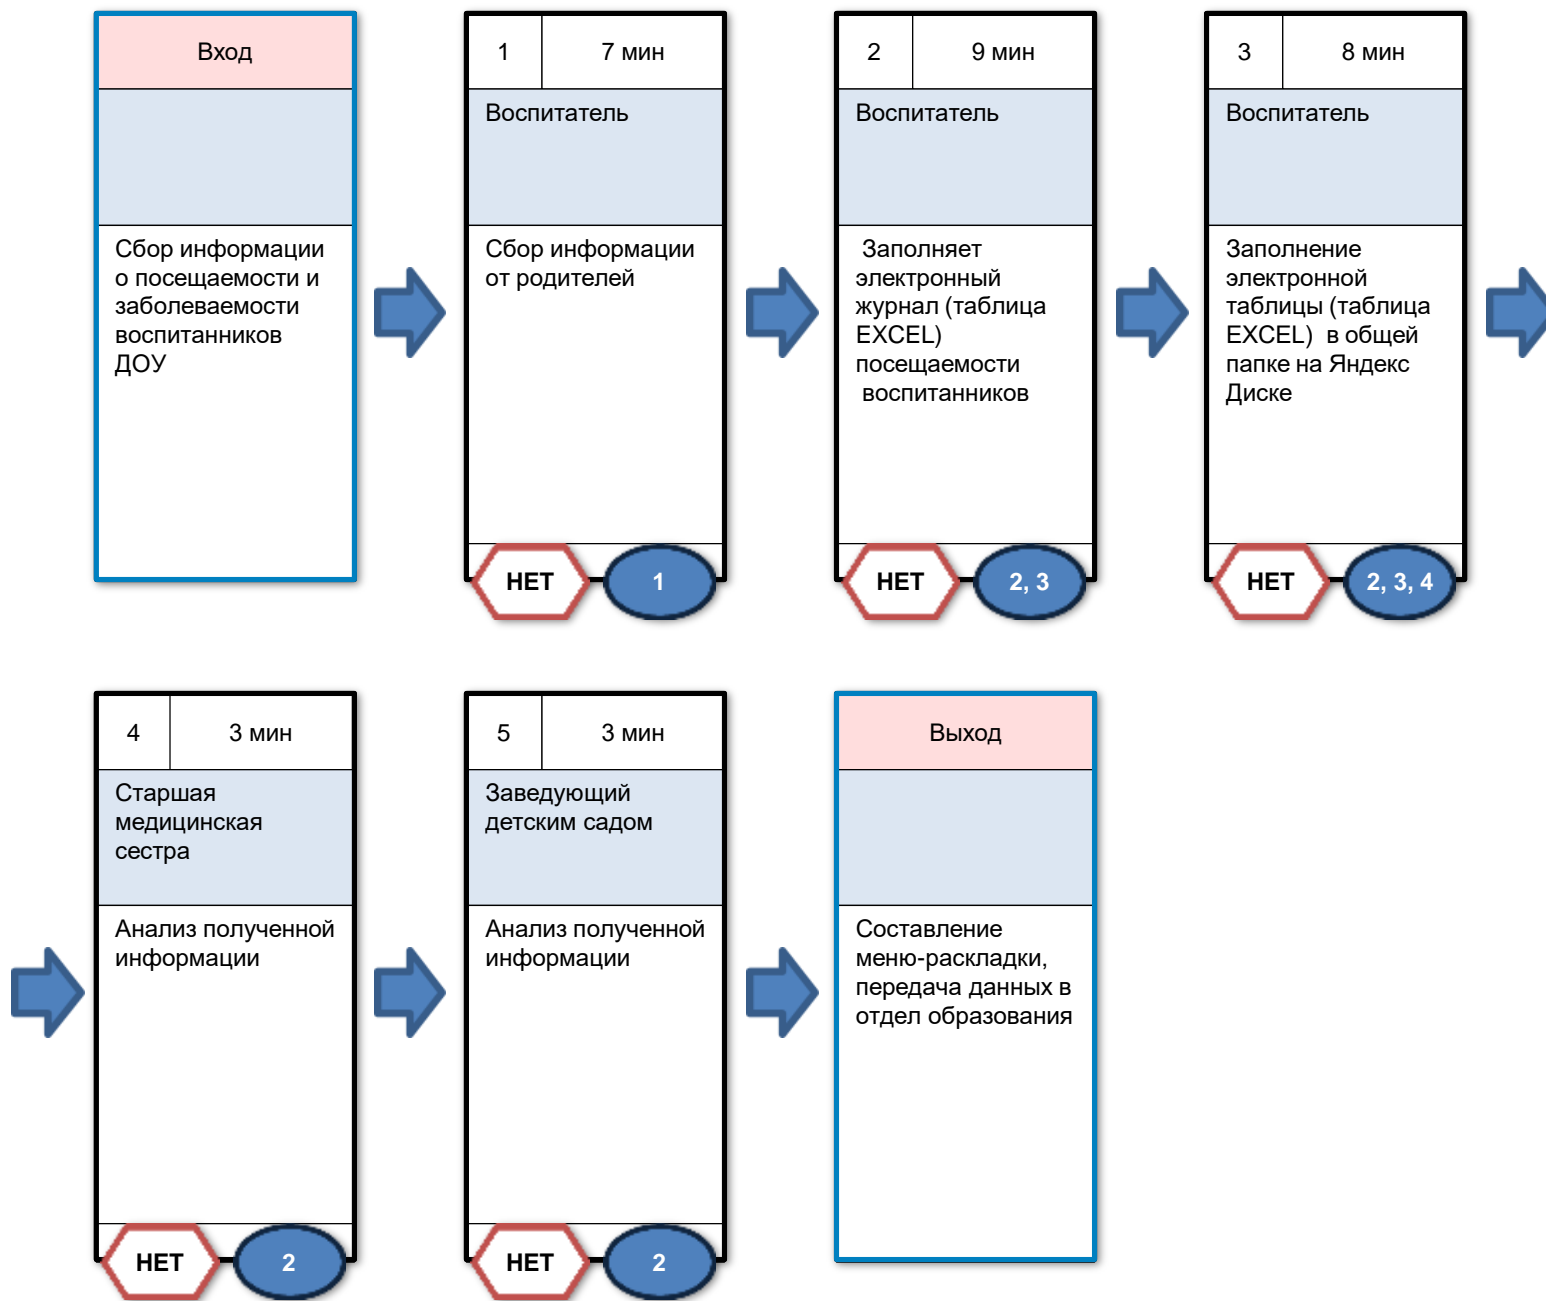 Вход
Сбор информации
о посещаемости и
заболеваемости
воспитанников
ДОУ
1
7 мин
Воспитатель
Сбор информации
от родителей
НЕТ
1
2
9 мин
Воспитатель
Заполняет
электронный
журнал (таблица
EXCEL)
посещаемости
воспитанников
НЕТ
2, 3
3
8 мин
Воспитатель
Заполнение
электронной
таблицы (таблица
EXCEL) в общей
папке на Яндекс
Диске
НЕТ
2, 3, 4
4
3 мин
Старшая
медицинская
сестра
Анализ полученной
информации
НЕТ
2
5
3 мин
Заведующий
детским садом
Анализ полученной
информации
НЕТ
2
Выход
Составление
меню-раскладки,
передача данных в
отдел образования